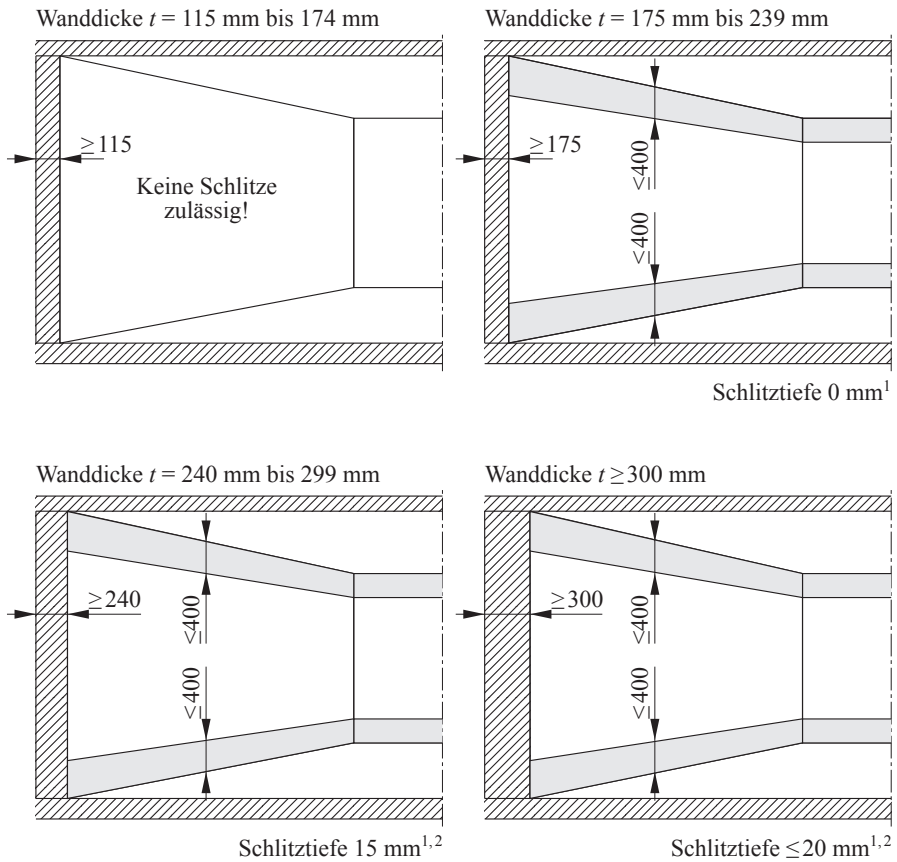 Wanddicke t = 115 mm bis 174 mm
≥115
Keine Schlitze
zulässig!
Wanddicke t = 175 mm bis 239 mm
≥175
≤400
≤400
Schlitztiefe 0 mm¹
Wanddicke t = 240 mm bis 299 mm
≥240
≤400
≤400
Schlitztiefe 15 mm¹,²
Wanddicke t ≥300 mm
≥300
≤400
≤400
Schlitztiefe ≤20 mm¹,²